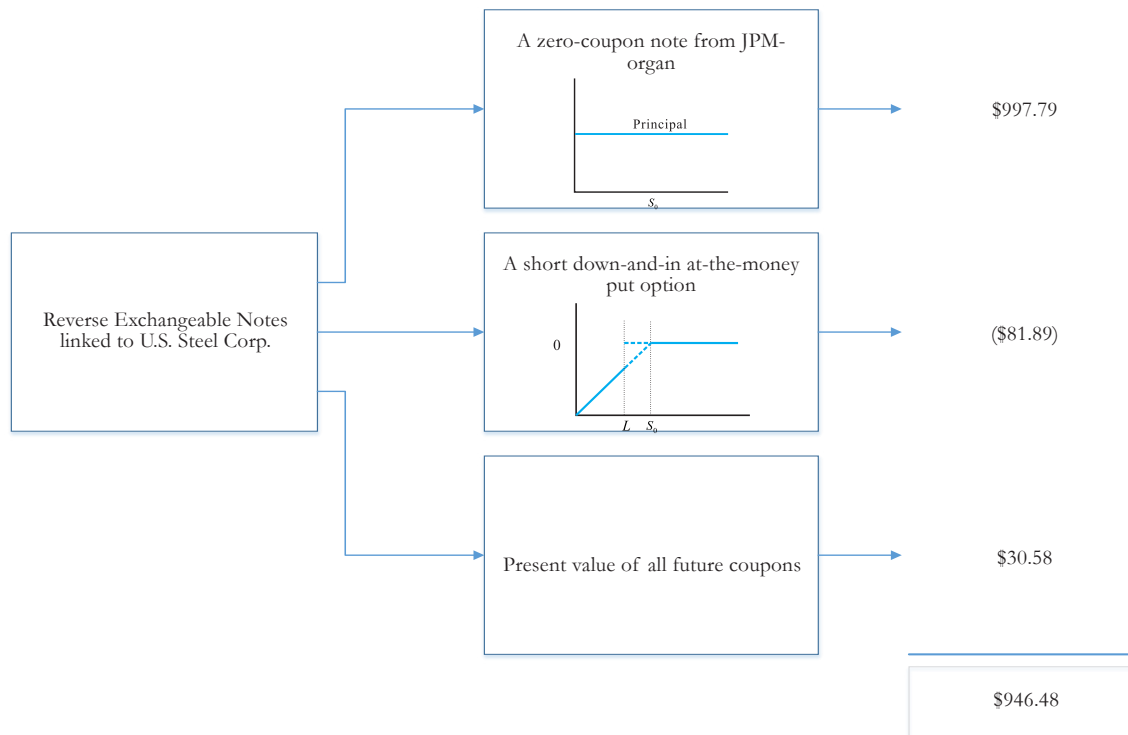 A zero-coupon note from JPM-
organ
Principal
S₀
$997.79
Reverse Exchangeable Notes
linked to U.S. Steel Corp.
A short down-and-in at-the-money
put option
0
L S₀
($81.89)
Present value of all future coupons
$30.58
$946.48